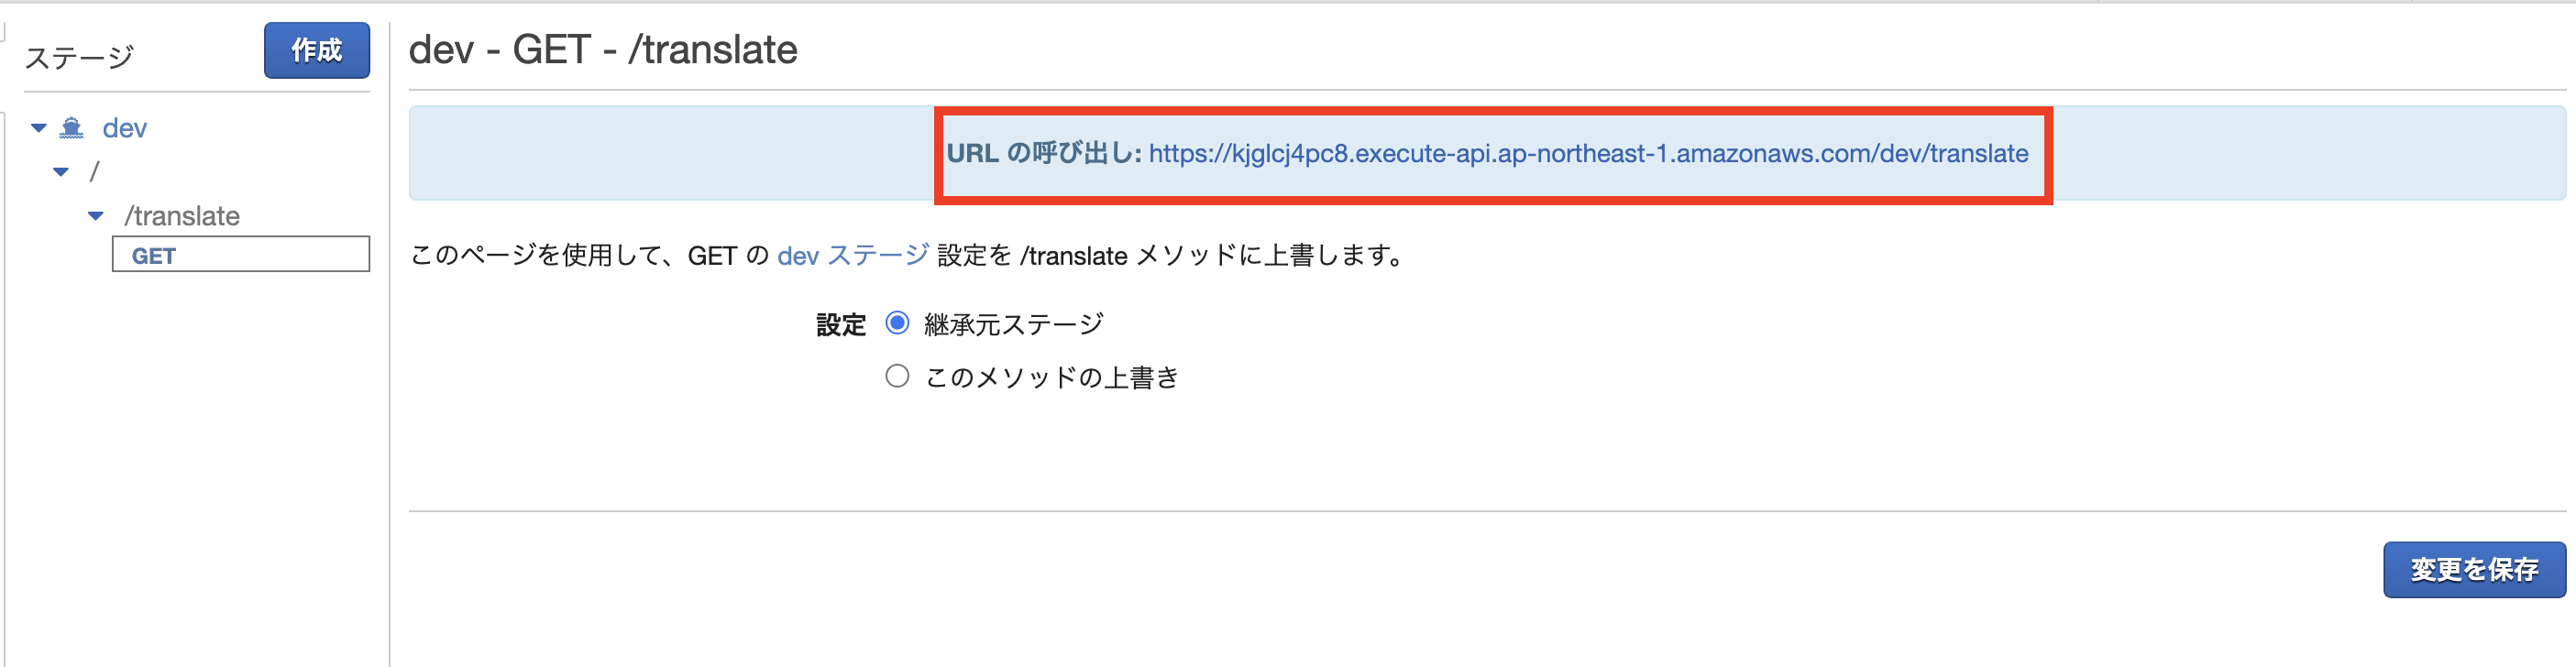 ステージ
作成
dev
/
/translate
GET
dev - GET - /translate
URL の呼び出し: https://kjglcj4pc8.execute-api.ap-northeast-1.amazonaws.com/dev/translate
このページを使用して、GET の dev ステージ 設定を /translate メソッドに上書します。
設定 継承元ステージ
このメソッドの上書き
変更を保存